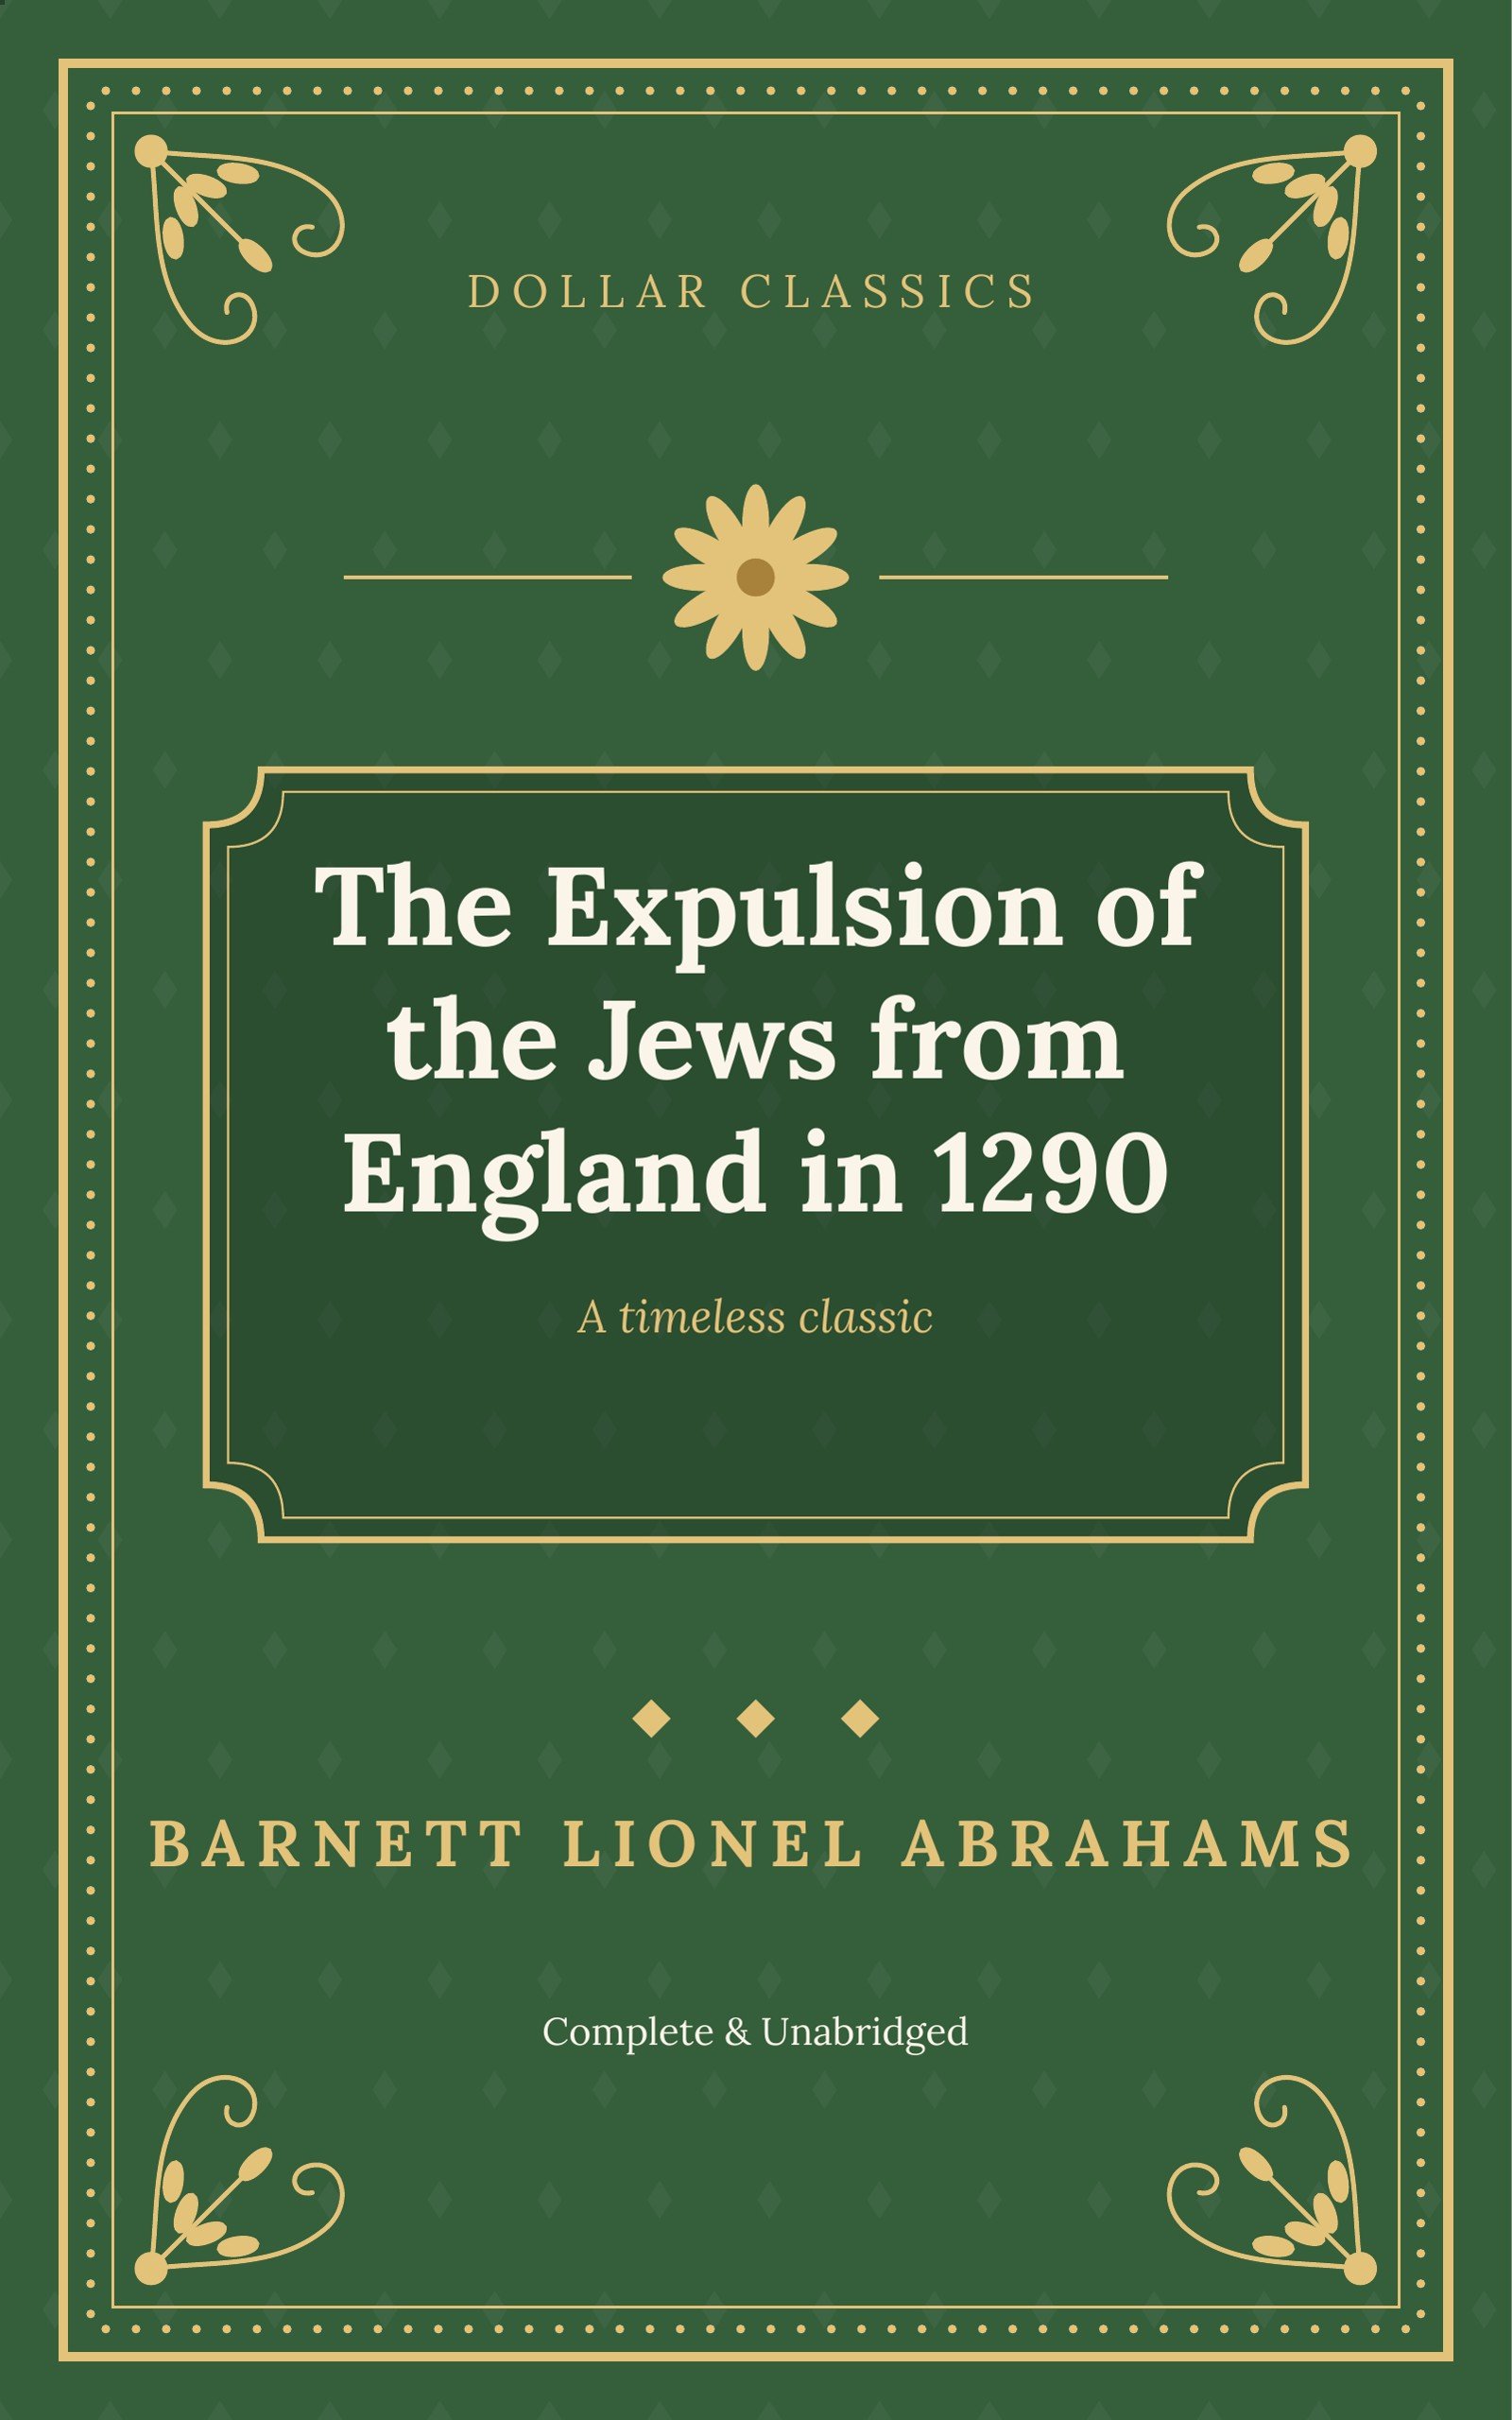 DOLLAR CLASSICS
The Expulsion of
the Jews from
England in 1290
A timeless classic
BARNETT LIONEL ABRAHAMS
Complete & Unabridged